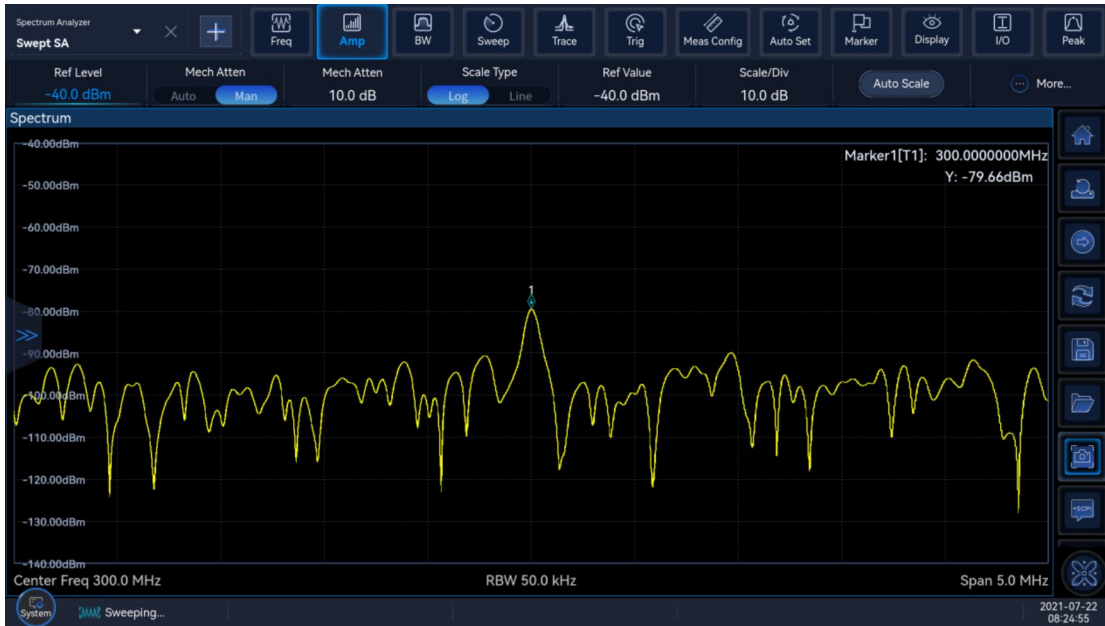 Spectrum Analyzer
Swept SA
Freq
Amp
BW
Sweep
Trace
Trig
Meas Config
Auto Set
Marker
Display
I/O
Peak
Ref Level
-40.0 dBm
Mech Atten
Auto Man
Mech Atten
10.0 dB
Scale Type
Log Line
Ref Value
-40.0 dBm
Scale/Div
10.0 dB
Auto Scale
More...
Spectrum
-40.00dBm
Marker1[T1]: 300.0000000MHz
Y: -79.66dBm
-50.00dBm
-60.00dBm
-70.00dBm
1
-80.00dBm
-90.00dBm
-100.00dBm
-110.00dBm
-120.00dBm
-130.00dBm
-140.00dBm
Center Freq 300.0 MHz
RBW 50.0 kHz
Span 5.0 MHz
+SCPI
System
Sweeping...
2021-07-22
08:24:55